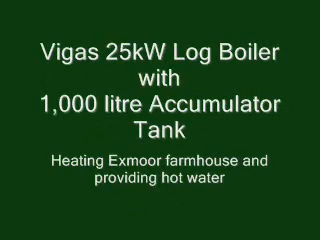 Vigas 25kW Log Boiler
with
1,000 litre Accumulator
Tank
Heating Exmoor farmhouse and
providing hot water